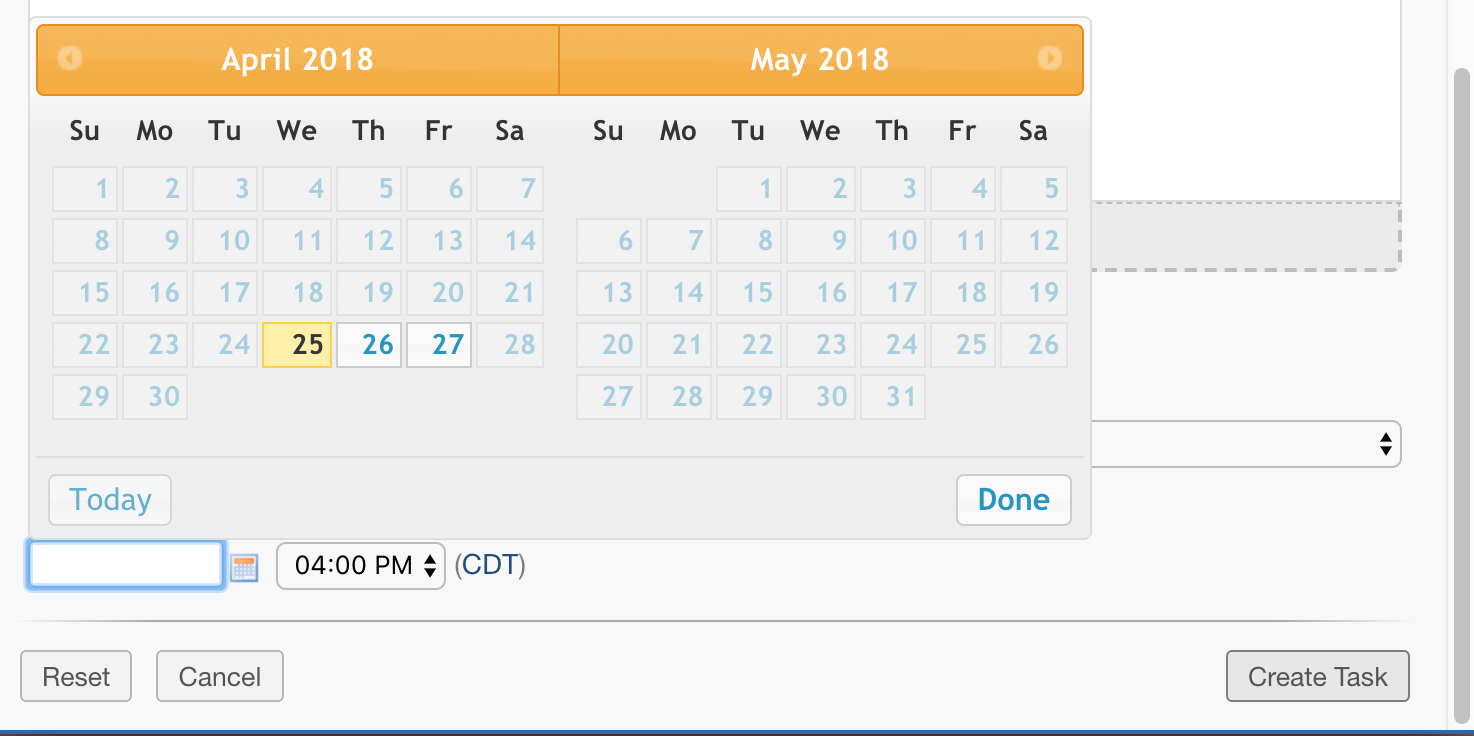 April 2018 May 2018
Su Mo Tu We Th Fr Sa Su Mo Tu We Th Fr Sa
1 2 3 4 5 6 7 1 2 3 4 5
8 9 10 11 12 13 14 6 7 8 9 10 11 12
15 16 17 18 19 20 21 13 14 15 16 17 18 19
22 23 24 25 26 27 28 20 21 22 23 24 25 26
29 30 27 28 29 30 31
Today Done
04:00 PM (CDT)
Reset Cancel Create Task